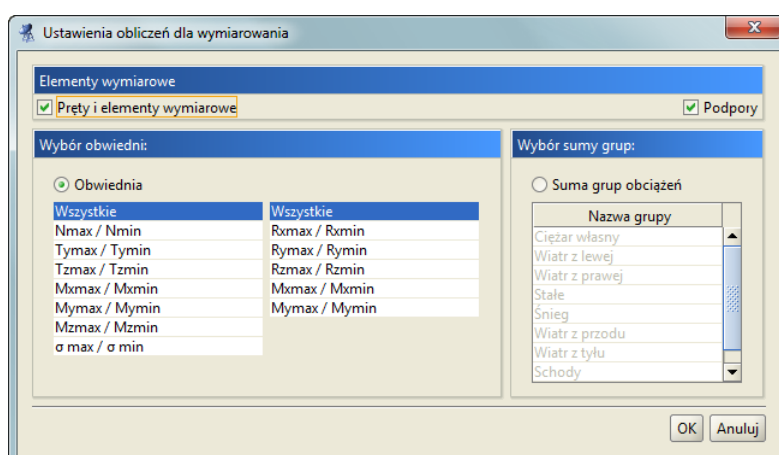 Ustawienia obliczeń dla wymiarowania
Elementy wymiarowe
Pręty i elementy wymiarowe
Podpory
Wybór obwiedni:
Obwiednia
Wszystkie
Nmax / Nmin
Tymax / Tymin
Tzmax / Tzmin
Mxmax / Mxmin
Mymax / Mymin
Mzmax / Mzmin
σ max / σ min
Wszystkie
Rxmax / Rxmin
Rymax / Rymin
Rzmax / Rzmin
Mxmax / Mxmin
Mymax / Mymin
Wybór sumy grup:
Suma grup obciążeń
Nazwa grupy
Ciężar własny
Wiatr z lewej
Wiatr z prawej
Stałe
Śnieg
Wiatr z przodu
Wiatr z tyłu
Schody
OK
Anuluj